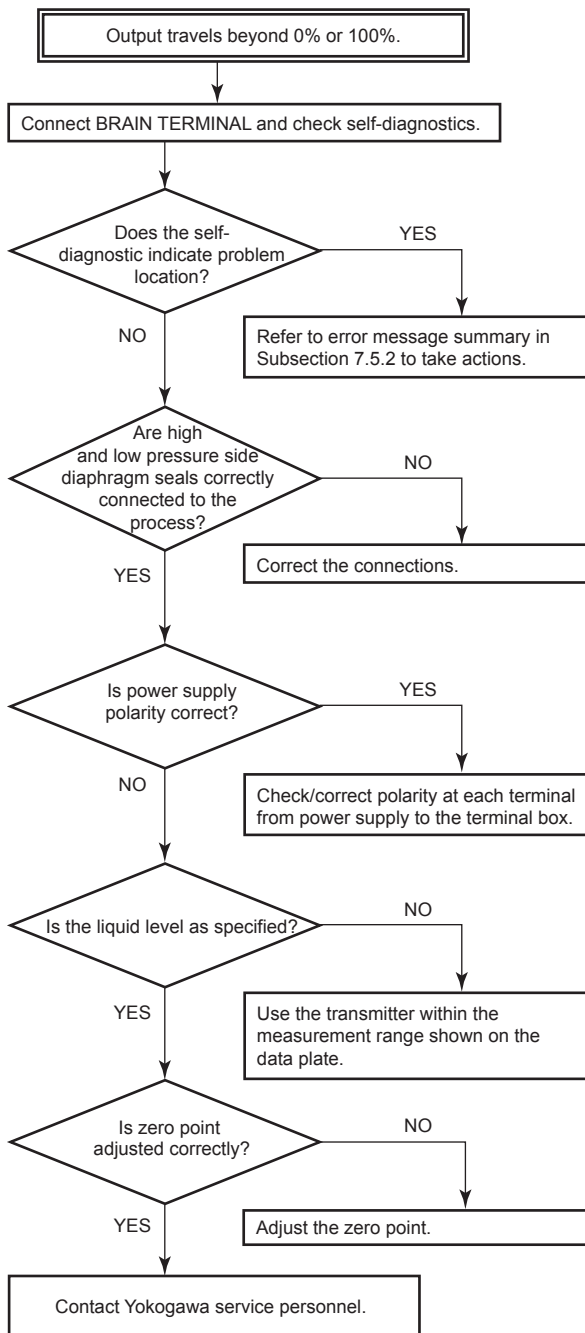 Output travels beyond 0% or 100%.
Connect BRAIN TERMINAL and check self-diagnostics.
Does the self-
diagnostic indicate problem
location?
YES
NO
Refer to error message summary in
Subsection 7.5.2 to take actions.
Are high
and low pressure side
diaphragm seals correctly
connected to the
process?
NO
YES
Correct the connections.
Is power supply
polarity correct?
YES
NO
Check/correct polarity at each terminal
from power supply to the terminal box.
Is the liquid level as specified?
NO
YES
Use the transmitter within the
measurement range shown on the
data plate.
Is zero point
adjusted correctly?
NO
YES
Adjust the zero point.
Contact Yokogawa service personnel.